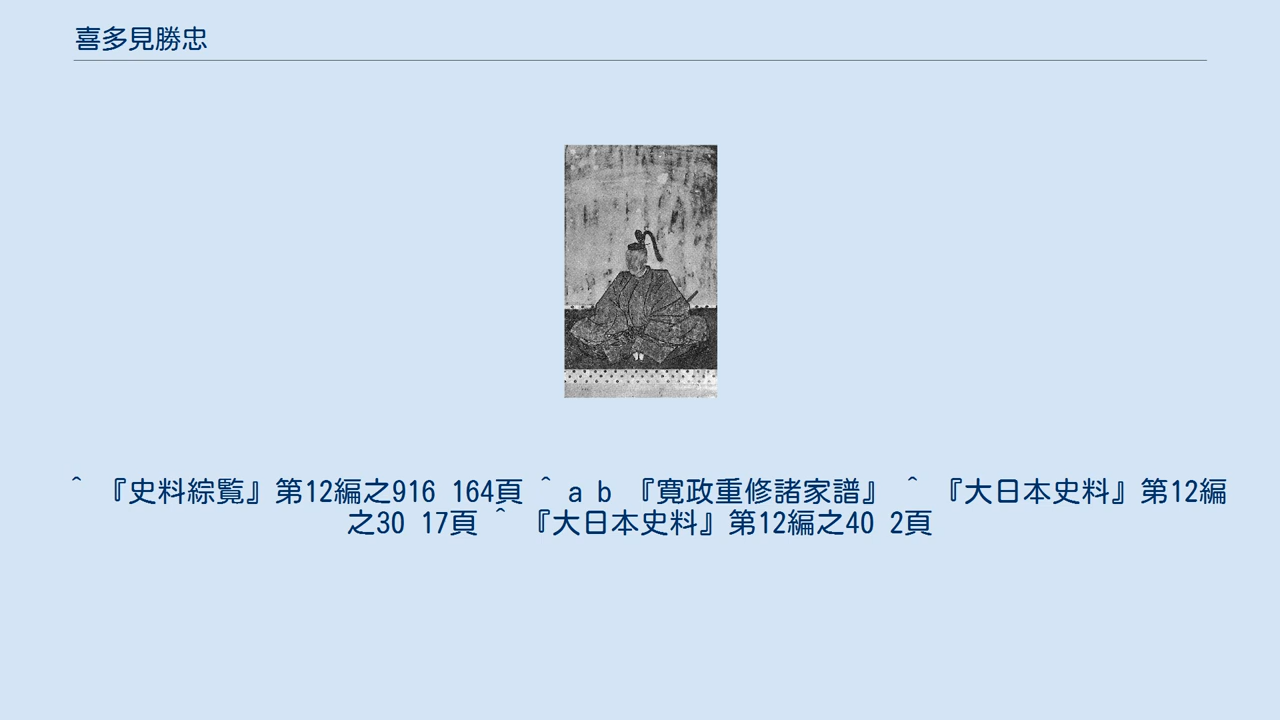 喜多見勝忠
^ 『史料綜覧』第12編之916 164頁 ^ a b 『寛政重修諸家譜』 ^ 『大日本史料』第12編
之30 17頁 ^ 『大日本史料』第12編之40 2頁